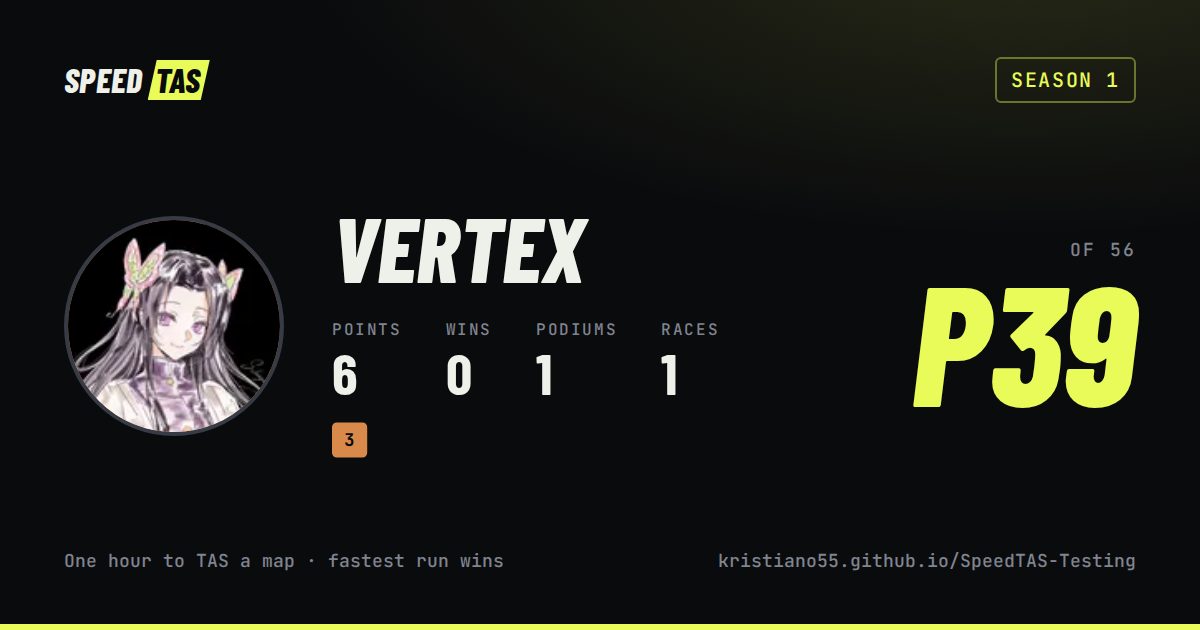 SPEED TAS
SEASON 1
VERTEX
OF 56
P39
POINTS WINS PODIUMS RACES
6 0 1 1
3
One hour to TAS a map · fastest run wins
kristiano55.github.io/SpeedTAS-Testing